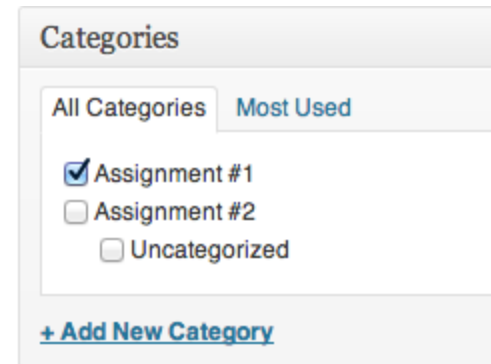 Categories
All Categories Most Used
Assignment #1
Assignment #2
Uncategorized
+ Add New Category